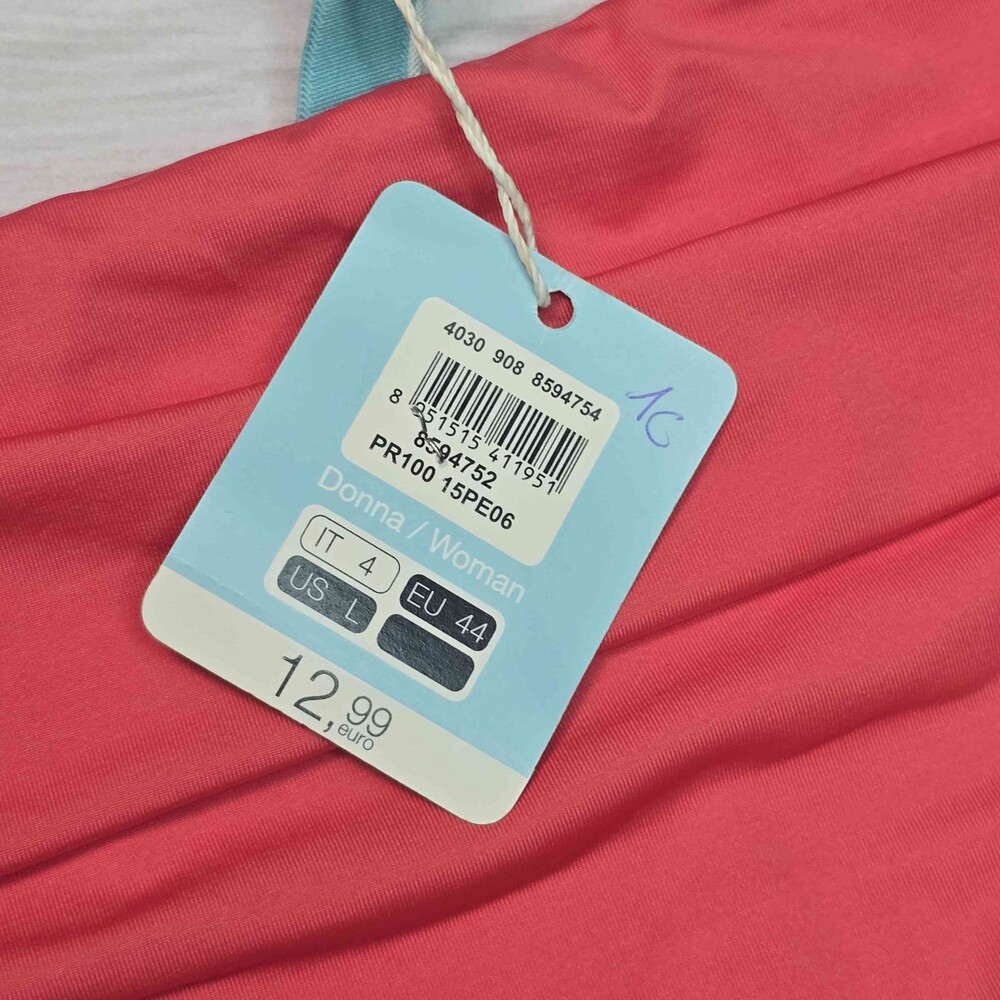 4030 908 8594754
8 051515 411951
8594752
PR100 15PE06
Donna / Woman
IT 4
EU 44
US L
12,99
euro